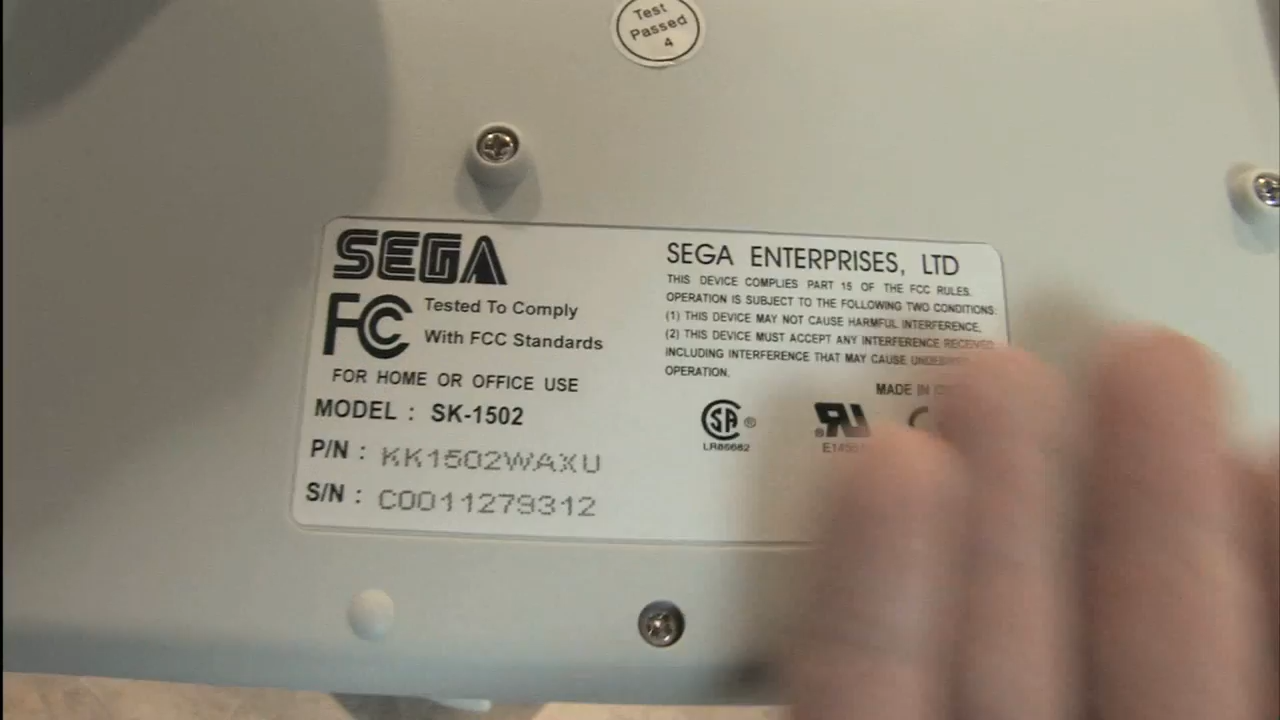 Test
Passed
4
SEGA
FC Tested To Comply
With FCC Standards
FOR HOME OR OFFICE USE
MODEL : SK-1502
P/N : KK1502WAXU
S/N : C0011279312
SEGA ENTERPRISES, LTD
THIS DEVICE COMPLIES PART 15 OF THE FCC RULES.
OPERATION IS SUBJECT TO THE FOLLOWING TWO CONDITIONS:
(1) THIS DEVICE MAY NOT CAUSE HARMFUL INTERFERENCE.
(2) THIS DEVICE MUST ACCEPT ANY INTERFERENCE RECEIVED
INCLUDING INTERFERENCE THAT MAY CAUSE
OPERATION.
MADE IN
SA ®
LR86682